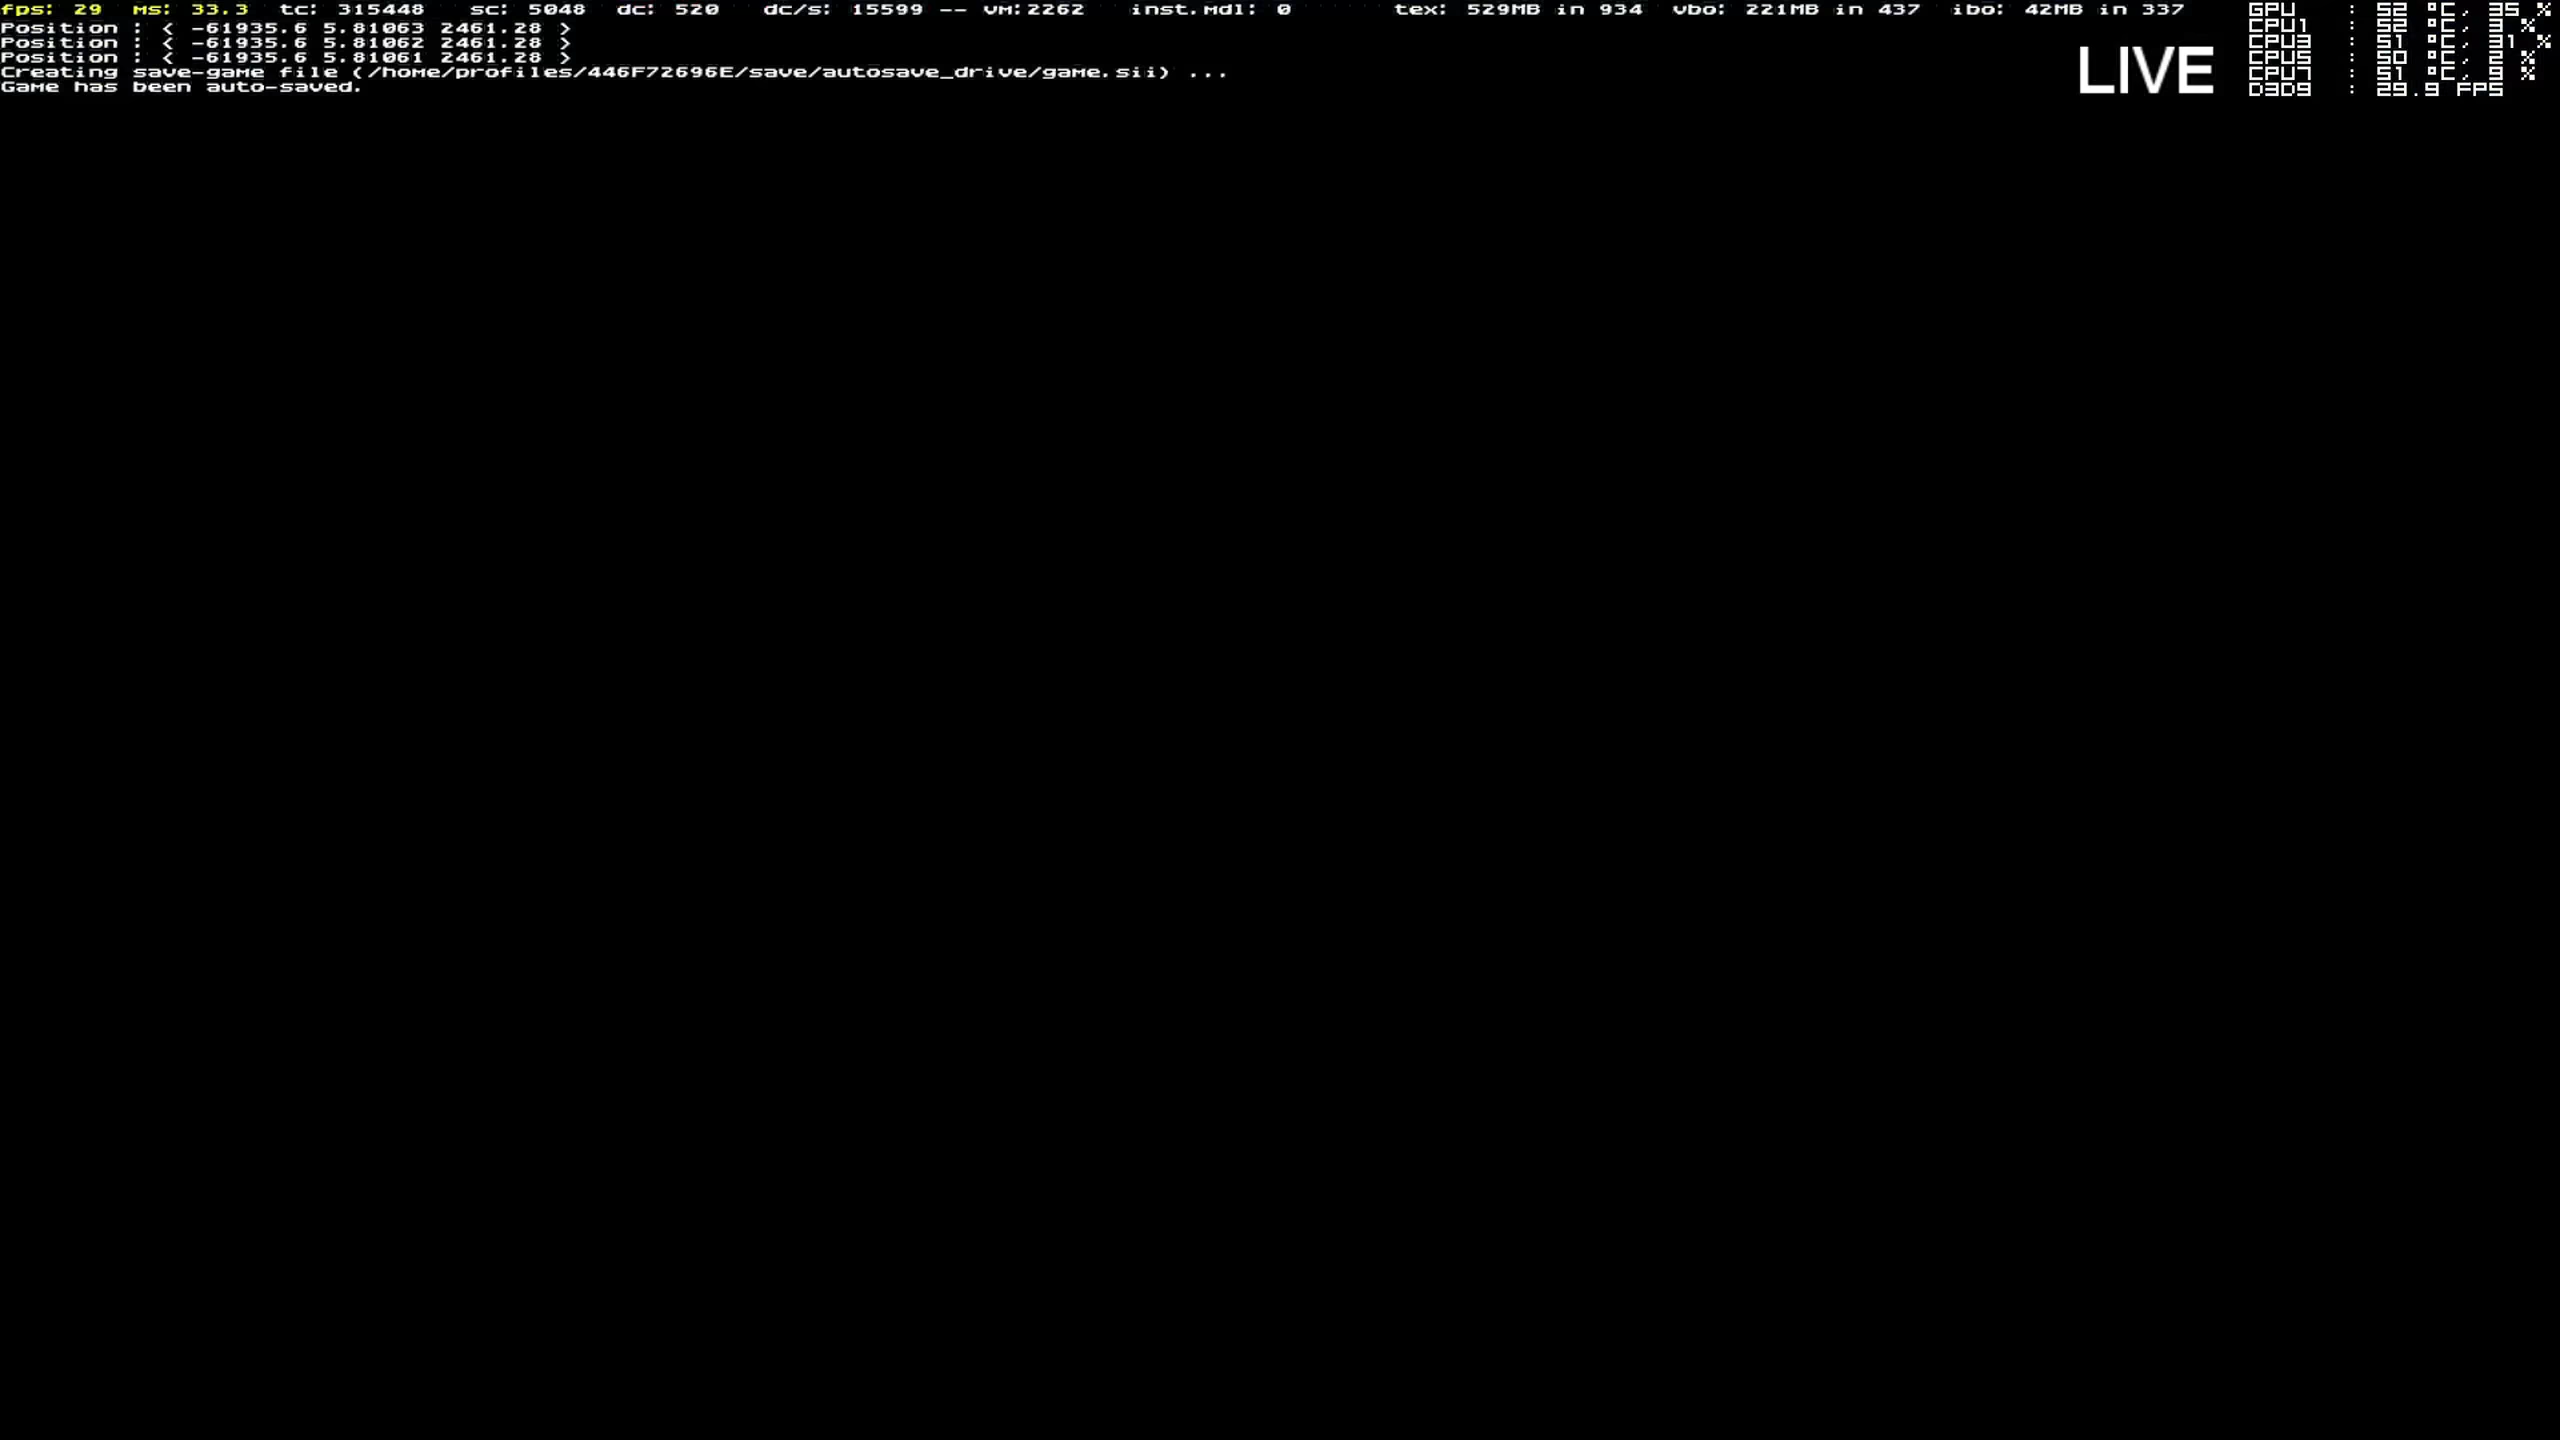 fps: 29 ms: 33.3 tc: 315448 sc: 5048 dc: 520 dc/s: 15599 -- vm:2262 inst.mdl: 0 tex: 529MB in 934 vbo: 221MB in 437 ibo: 42MB in 337
Position : < -61935.6 5.81063 2461.28 >
Position : < -61935.6 5.81062 2461.28 >
Position : < -61935.6 5.81061 2461.28 >
Creating save-game file (/home/profiles/446F72696E/save/autosave_drive/game.sii) ...
Game has been auto-saved.
LIVE
GPU : 52 °C, 35 %
CPU1 : 52 °C, 3 %
CPU3 : 51 °C, 31 %
CPU5 : 50 °C, 2 %
CPU7 : 51 °C, 9 %
D3D9 : 29.9 FPS